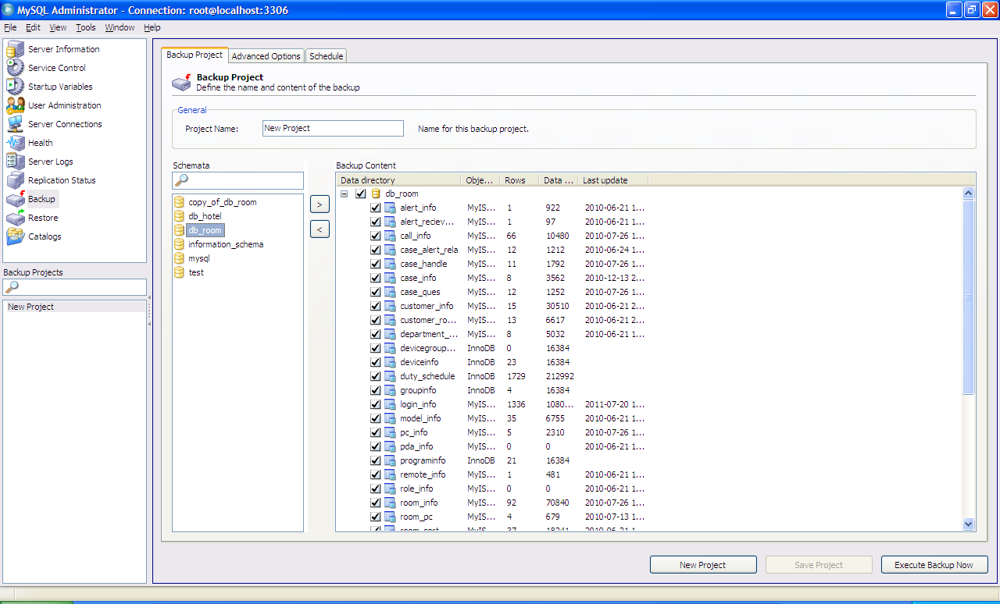 MySQL Administrator - Connection: root@localhost:3306
File Edit View Tools Window Help
Server Information
Service Control
Startup Variables
User Administration
Server Connections
Health
Server Logs
Replication Status
Backup
Restore
Catalogs
Backup Projects
New Project
Backup Project Advanced Options Schedule
Backup Project
Define the name and content of the backup
General
Project Name: New Project Name for this backup project.
Schemata
copy_of_db_room
db_hotel
db_room
information_schema
mysql
test
>
<
Backup Content
Data directory Obje... Rows Data ... Last update
db_room
alert_info MyIS... 1 922 2010-06-21 1...
alert_reciev... MyIS... 1 97 2010-06-21 1...
call_info MyIS... 66 10480 2010-07-26 1...
case_alert_rela MyIS... 12 1212 2010-06-24 1...
case_handle MyIS... 11 1792 2010-07-26 1...
case_info MyIS... 8 3562 2010-12-13 2...
case_ques MyIS... 12 1252 2010-07-26 1...
customer_info MyIS... 15 30510 2010-06-21 2...
customer_ro... MyIS... 13 6617 2010-06-21 2...
department_... MyIS... 8 5032 2010-06-21 1...
devicegroup... InnoDB 0 16384
deviceinfo InnoDB 23 16384
duty_schedule InnoDB 1729 212992
groupinfo InnoDB 4 16384
login_info MyIS... 1336 1080... 2011-07-20 1...
model_info MyIS... 35 6755 2010-06-21 1...
pc_info MyIS... 5 2310 2010-07-26 1...
pda_info MyIS... 0 0 2010-06-21 1...
programinfo InnoDB 21 16384
remote_info MyIS... 1 481 2010-06-21 1...
role_info MyIS... 0 0 2010-06-21 1...
room_info MyIS... 92 70840 2010-07-26 1...
room_pc MyIS... 4 679 2010-07-13 1...
New Project Save Project Execute Backup Now